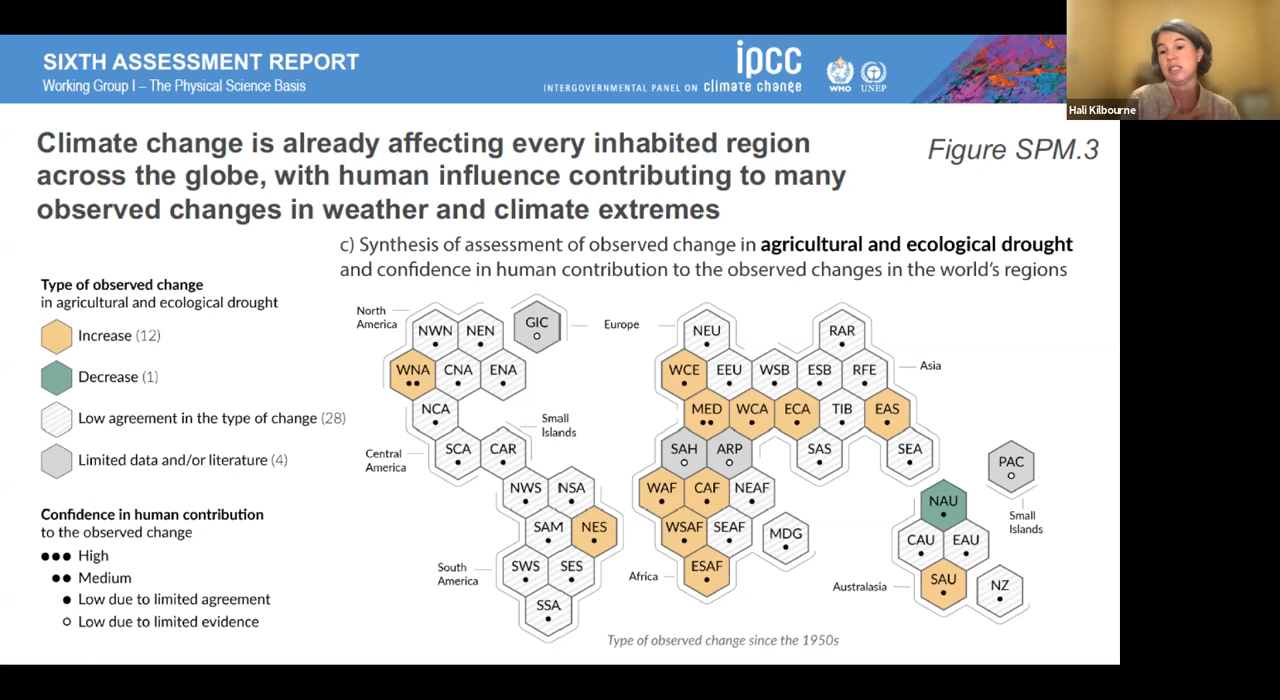 SIXTH ASSESSMENT REPORT
Working Group I – The Physical Science Basis
INTERGOVERNMENTAL PANEL ON climate change
ipcc
WMO
UNEP
Hali Kilbourne
Climate change is already affecting every inhabited region
across the globe, with human influence contributing to many
observed changes in weather and climate extremes
Figure SPM.3
c) Synthesis of assessment of observed change in agricultural and ecological drought
and confidence in human contribution to the observed changes in the world's regions
Type of observed change
in agricultural and ecological drought
Increase (12)
Decrease (1)
Low agreement in the type of change (28)
Limited data and/or literature (4)
Confidence in human contribution
to the observed change
High
Medium
Low due to limited agreement
Low due to limited evidence
North
America
GIC
NWN NEN
WNA CNA ENA
NCA
Small
Islands
Central
America
SCA CAR
NWS NSA
SAM NES
South
America
SWS SES
SSA
Europe
NEU
RAR
WCE EEU WSB ESB RFE
Asia
MED WCA ECA TIB EAS
SAH ARP SAS SEA
WAF CAF NEAF
WSAF SEAF MDG
Africa
ESAF
PAC
Small
Islands
NAU
CAU EAU
Australasia
SAU NZ
Type of observed change since the 1950s